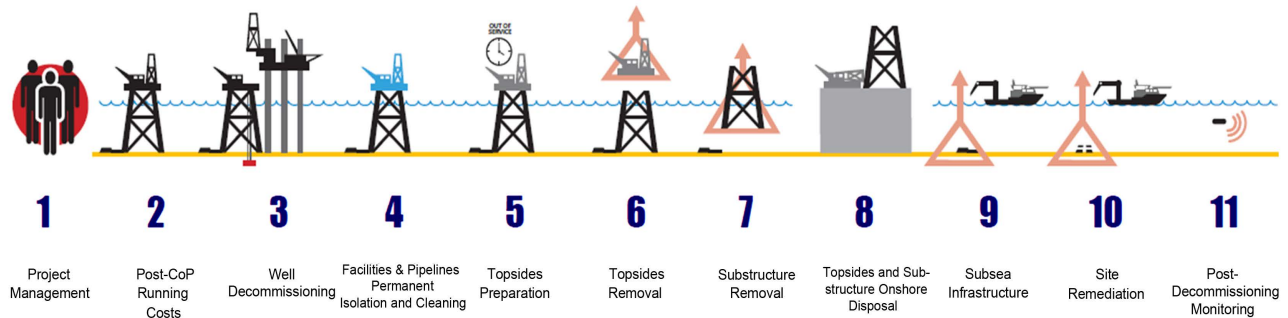 OUT OF
SERVICE
1
2
3
4
5
6
7
8
9
10
11
Project
Management
Post-CoP
Running
Costs
Well
Decommissioning
Facilities & Pipelines
Permanent
Isolation and Cleaning
Topsides
Preparation
Topsides
Removal
Substructure
Removal
Topsides and Sub-
structure Onshore
Disposal
Subsea
Infrastructure
Site
Remediation
Post-
Decommissioning
Monitoring